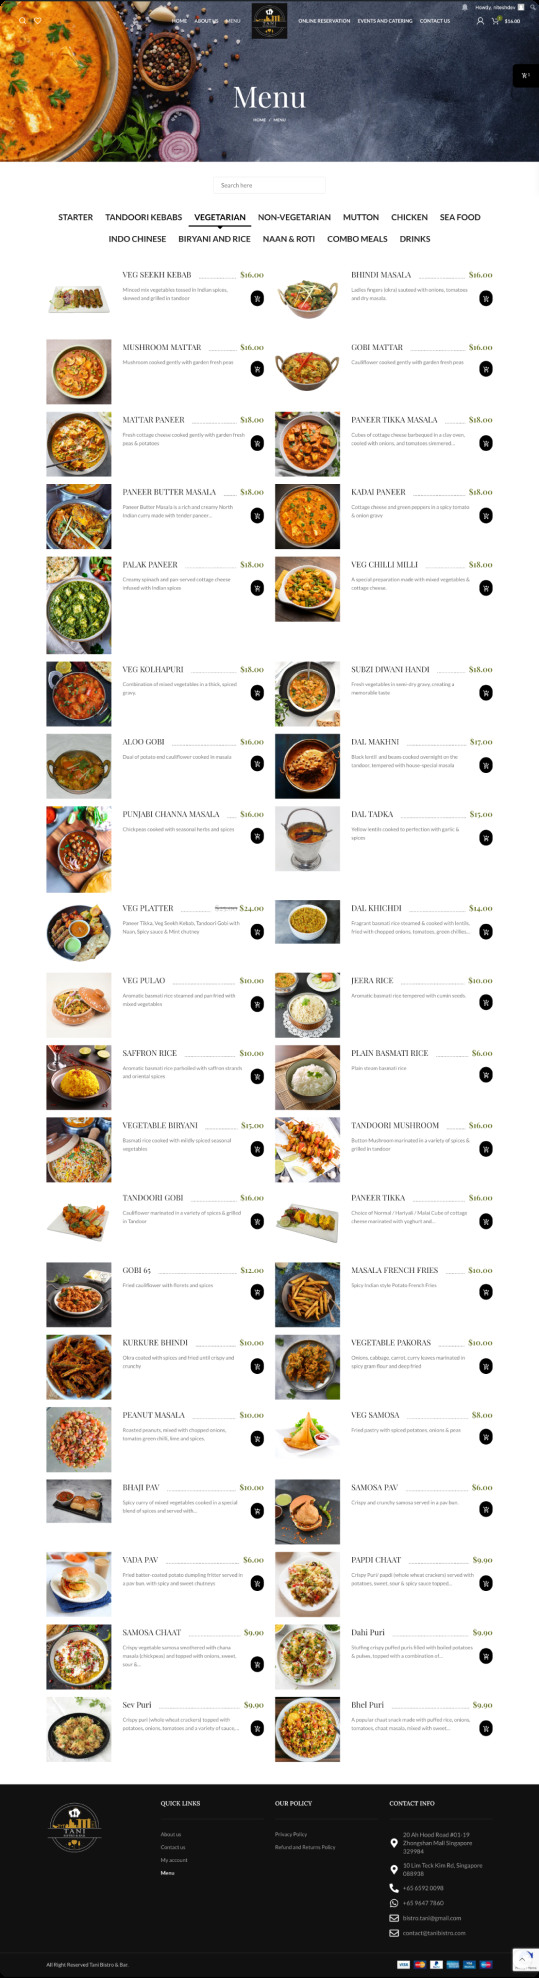 Howdy, niteshdev
HOME ABOUT US MENU
TANI
ONLINE RESERVATION EVENTS AND CATERING CONTACT US
$16.00
Menu
HOME / MENU
Search here
STARTER TANDOORI KEBABS VEGETARIAN NON-VEGETARIAN MUTTON CHICKEN SEA FOOD
INDO CHINESE BIRYANI AND RICE NAAN & ROTI COMBO MEALS DRINKS
VEG SEEKH KEBAB $16.00
Minced mix vegetables tossed in Indian spices,
skewed and grilled in tandoor
BHINDI MASALA $16.00
Ladies fingers (okra) sauteed with onions, tomatoes
and dry masala
MUSHROOM MATTAR $16.00
Mushroom cooked gently with garden fresh peas
GOBI MATTAR $16.00
Cauliflower cooked gently with garden fresh peas
MATTAR PANEER $18.00
Fresh cottage cheese cooked gently with garden fresh
peas & potatoes
PANEER TIKKA MASALA $18.00
Cubes of cottage cheese barbequed in a clay oven,
cooked with onions, and tomatoes simmered...
PANEER BUTTER MASALA $18.00
Paneer Butter Masala is a rich and creamy North
Indian curry made with tender paneer...
KADAI PANEER $18.00
Cottage cheese and green peppers in a spicy tomato
& onion gravy
PALAK PANEER $18.00
Creamy spinach and pan-served cottage cheese
infused with Indian spices
VEG CHILLI MILLI $18.00
A special preparation made with mixed vegetables &
cottage cheese.
VEG KOLHAPURI $18.00
Combination of mixed vegetables in a thick, spiced
gravy.
SUBZI DIWANI HANDI $18.00
Fresh vegetables in semi-dry gravy, creating a
memorable taste
ALOO GOBI $16.00
Duo of potato and cauliflower cooked in masala
DAL MAKHNI $17.00
Black lentil and beans cooked overnight on the
tandoor, tempered with house-special masala
PUNJABI CHANNA MASALA $16.00
Chickpeas cooked with seasonal herbs and spices
DAL TADKA $15.00
Yellow lentils cooked to perfection with garlic &
spices
VEG PLATTER $24.00
Paneer Tikka, Veg Seekh Kebab, Tandoori Gobi with
Naan, Spicy sauce & Mint chutney
DAL KHICHDI $14.00
Fragrant basmati rice steamed & cooked with lentils,
fried with chopped onions, tomatoes, green chillies...
VEG PULAO $10.00
Aromatic basmati rice steamed and pan fried with
mixed vegetables
JEERA RICE $10.00
Aromatic basmati rice tempered with cumin seeds.
SAFFRON RICE $10.00
Aromatic basmati rice parboiled with saffron strands
and oriental spices
PLAIN BASMATI RICE $6.00
Plain steam basmati rice
VEGETABLE BIRYANI $15.00
Basmati rice cooked with mildly spiced seasonal
vegetables
TANDOORI MUSHROOM $16.00
Button Mushroom marinated in a variety of spices &
grilled in tandoor
TANDOORI GOBI $16.00
Cauliflower marinated in a variety of spices & grilled
in Tandoor
PANEER TIKKA $16.00
Choice of Normal / Hariyali / Malai Cube of cottage
cheese marinated with yoghurt and...
GOBI 65 $12.00
Fried cauliflower with florets and spices
MASALA FRENCH FRIES $10.00
Spicy Indian style Potato French Fries
KURKURE BHINDI $10.00
Okra coated with spices and fried until crispy and
crunchy
VEGETABLE PAKORAS $10.00
Onions, cabbage, carrot, curry leaves marinated in
spicy gram flour and deep fried
PEANUT MASALA $10.00
Roasted peanuts, mixed with chopped onions,
tomatoes green chilli, lime and spices.
VEG SAMOSA $8.00
Fried pastry with spiced potatoes, onions & peas
BHAJI PAV $10.00
Spicy curry of mixed vegetables cooked in a special
blend of spices and served with...
SAMOSA PAV $6.00
Crispy and crunchy samosa served in a pav bun.
VADA PAV $6.00
Fried batter-coated potato dumpling fritter served in
a pav bun, with spicy and sweet chutneys
PAPDI CHAAT $9.90
Crispy Puri/ papdi (whole wheat crackers) served with
potatoes, sweet, sour & spicy sauce topped...
SAMOSA CHAAT $9.90
Crispy vegetable samosa smothered with chana
masala (chickpeas) and topped with onions, sweet,
sour &...
Dahi Puri $9.90
Stuffing crispy puffed puris filled with boiled potatoes
& pulses, topped with a combination of...
Sev Puri $9.90
Crispy puri (whole wheat crackers) topped with
potatoes, onions, tomatoes and a variety of sauce, ...
Bhel Puri $9.90
A popular chaat snack made with puffed rice, onions,
tomatoes, chaat masala, mixed with sweet...
TANI
QUICK LINKS
About us
Contact us
My account
Menu
OUR POLICY
Privacy Policy
Refund and Returns Policy
CONTACT INFO
20 Ah Hood Road #01-19
Zhongshan Mall Singapore
329984
10 Lim Teck Kim Rd, Singapore
088938
+65 6592 0098
+65 9647 7860
bistro.tani@gmail.com
contact@tanibistro.com
All Right Reserved Tani Bistro & Bar.
VISA
PayPal